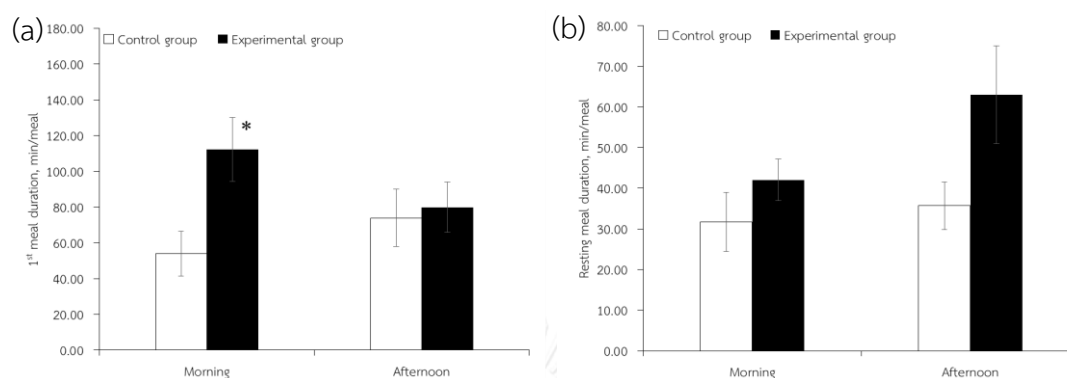 (a)
180.00
160.00
140.00
120.00
100.00
80.00
60.00
40.00
20.00
0.00
1st meal duration, min/meal
Control group Experimental group
*
Morning Afternoon
(b)
80.00
70.00
60.00
50.00
40.00
30.00
20.00
10.00
0.00
Resting meal duration, min/meal
Control group Experimental group
Morning Afternoon